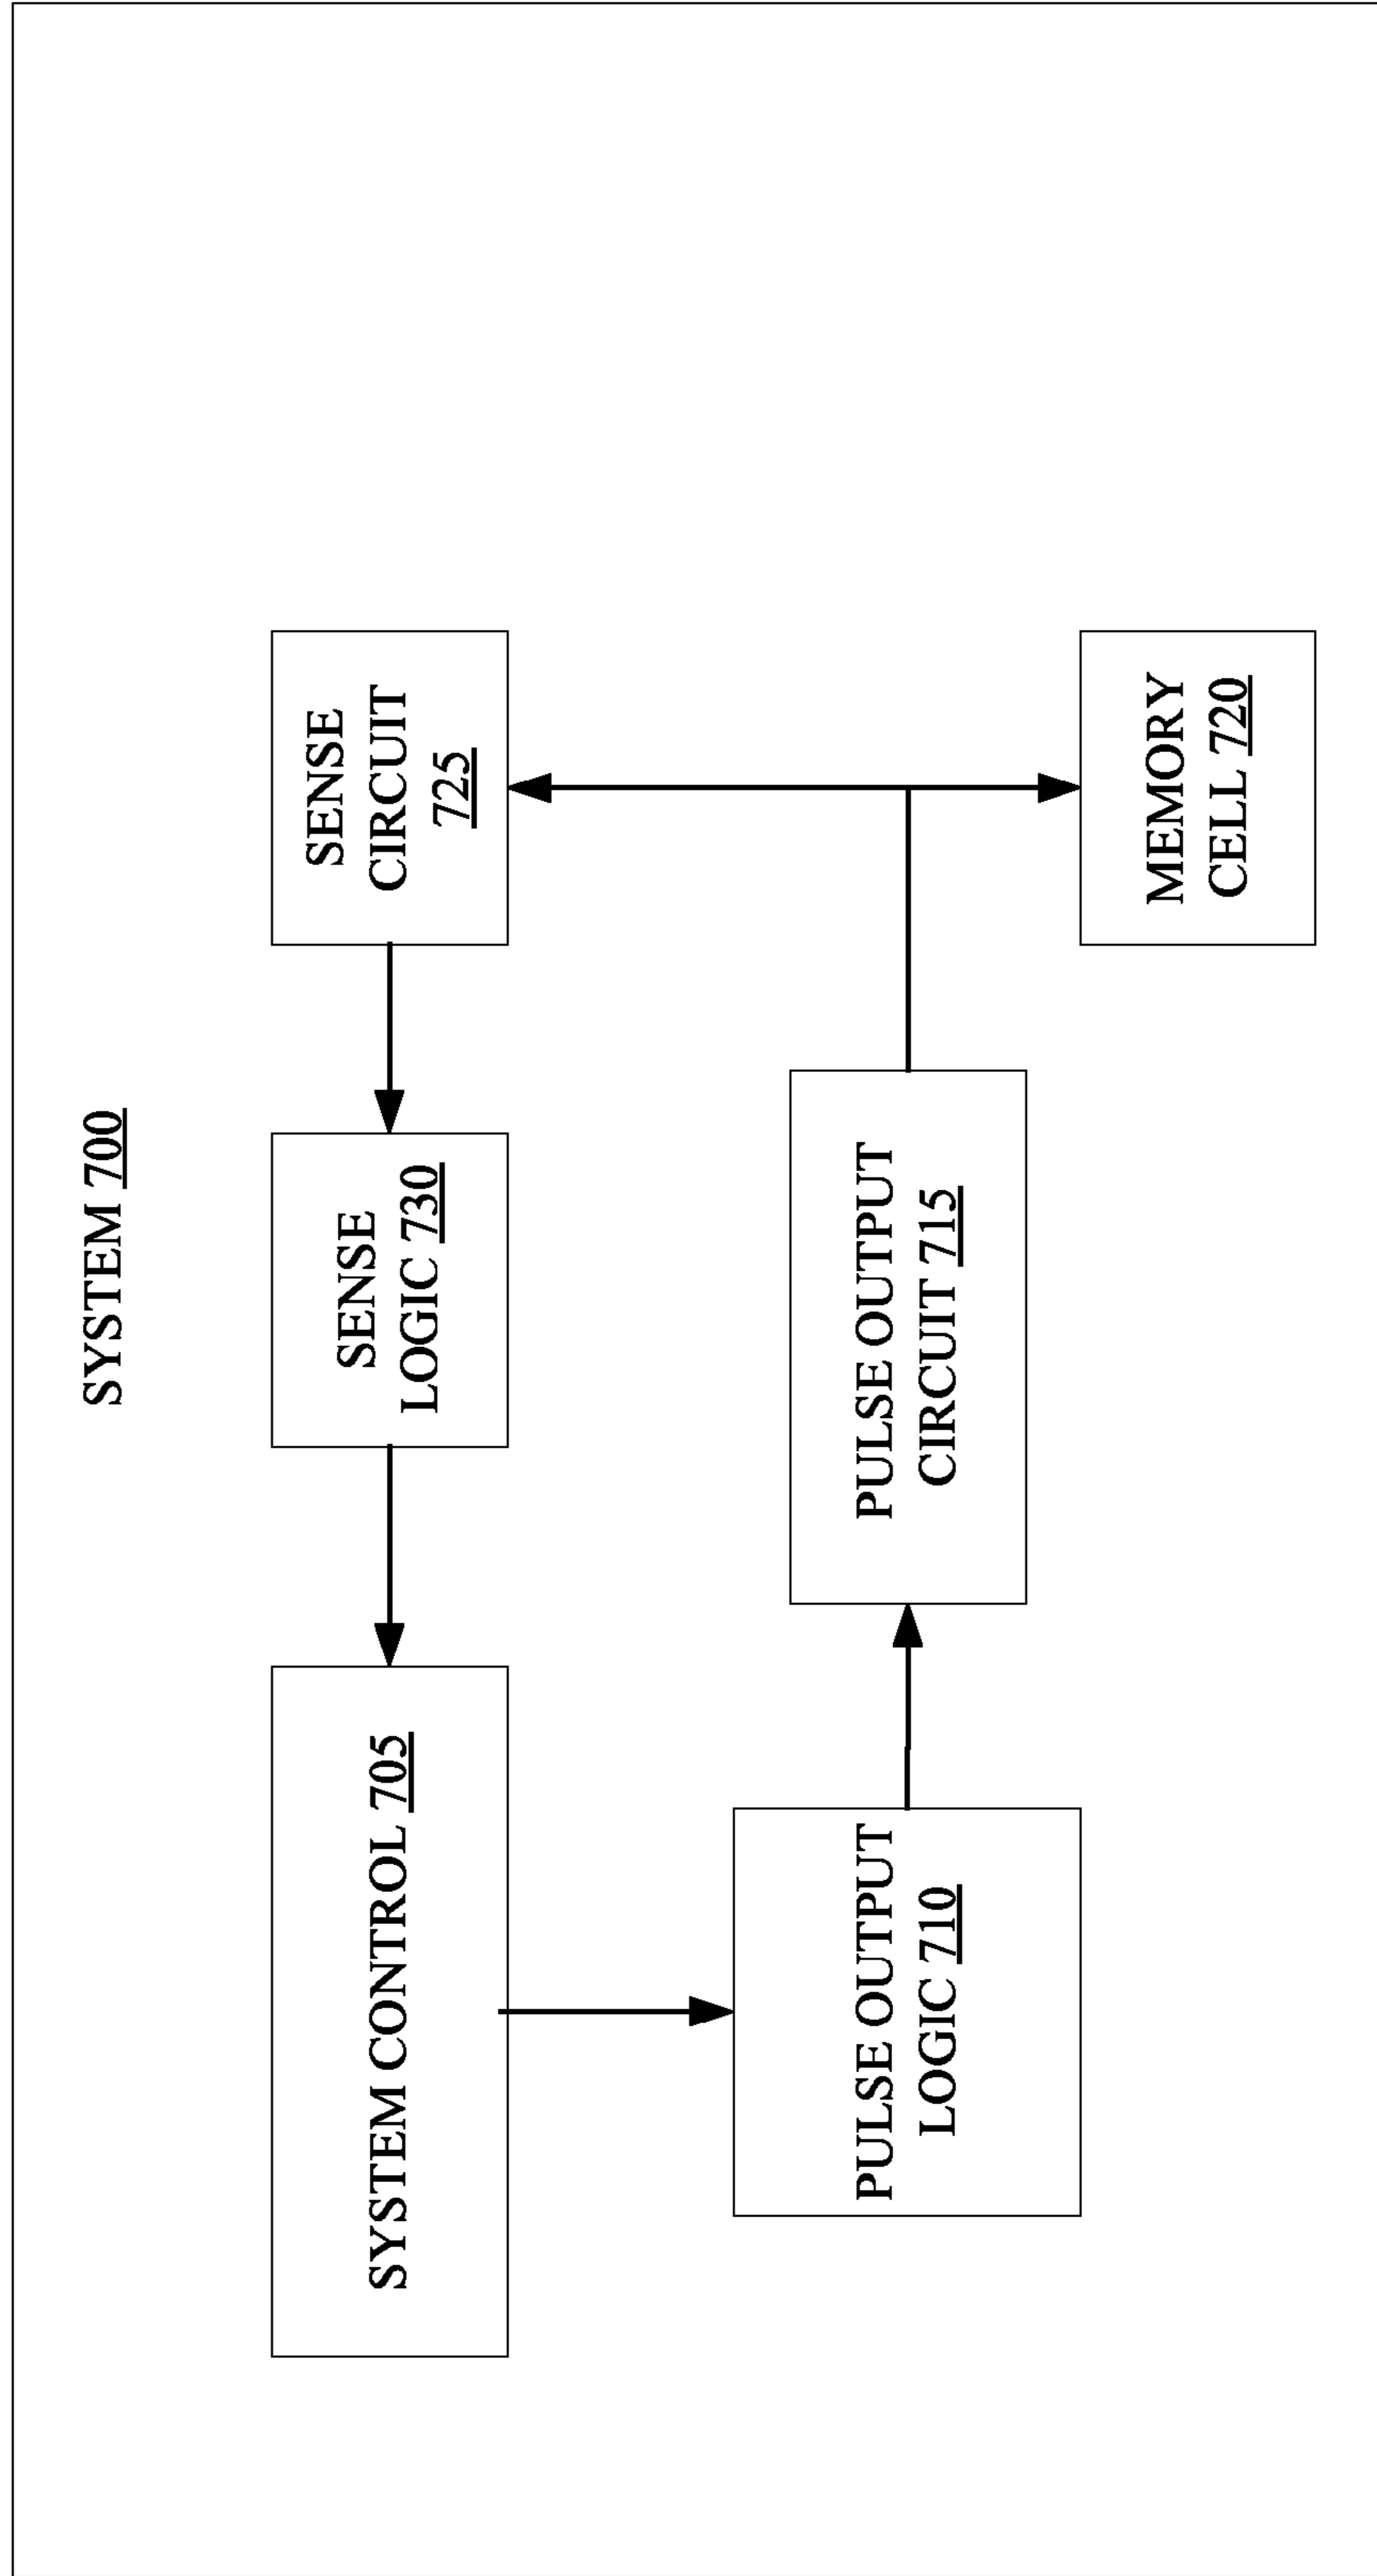 SYSTEM 700
SYSTEM CONTROL 705
SENSE
LOGIC 730
SENSE
CIRCUIT
725
PULSE OUTPUT
LOGIC 710
PULSE OUTPUT
CIRCUIT 715
MEMORY
CELL 720